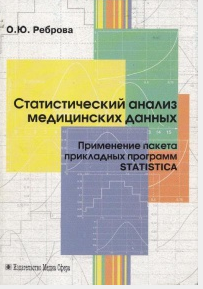 О.Ю. Реброва
Статистический анализ
медицинских данных
Применение пакета
прикладных программ
STATISTICA
Издательство Медиа Сфера